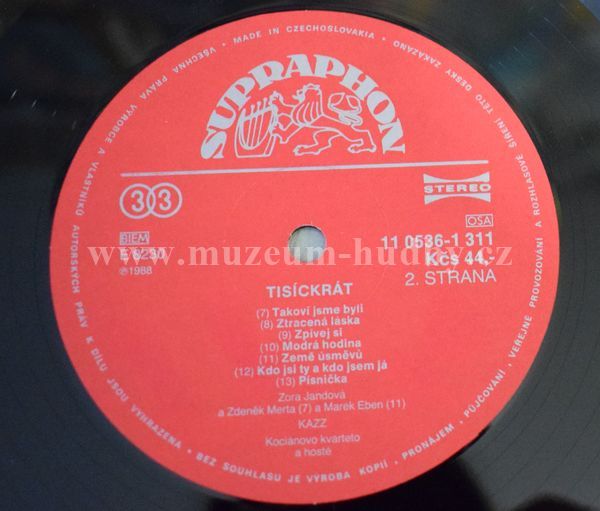 VŠECHNA PRÁVA VÝROBCE A VLASTNÍKŮ AUTORSKÝCH PRÁV K DÍLU JSOU VYHRAZENA • BEZ SOUHLASU JE VÝROBA KOPIÍ, PRONÁJEM, PŮJČOVÁNÍ, VEŘEJNÉ PROVOZOVÁNÍ A ROZHLASOVÉ ŠÍŘENÍ TÉTO DESKY ZAKÁZÁNO • MADE IN CZECHOSLOVAKIA •
SUPRAPHON
33
STEREO
BIEM
OSA
E 6230
11 0536-1 311
℗1988
Kčs 44,-
www.muzeum-hudby.cz
2. STRANA
TISÍCKRÁT
(7) Takoví jsme byli
(8) Ztracená láska
(9) Zpívej si
(10) Modrá hodina
(11) Země úsměvů
(12) Kdo jsi ty a kdo jsem já
(13) Písnička
Zora Jandová
a Zdeněk Merta (7) a Marek Eben (11)
KAZZ
Kocianovo kvarteto
a hosté